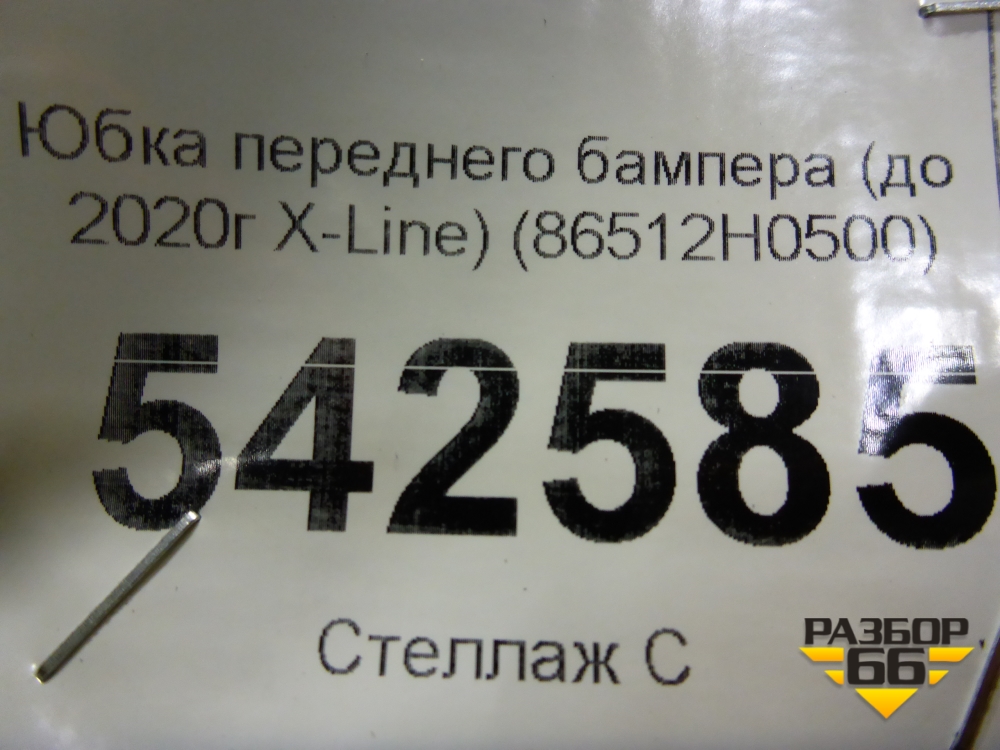 Юбка переднего бампера (до
2020г X-Line) (86512H0500)
542585
Стеллаж С
РАЗБОР
66